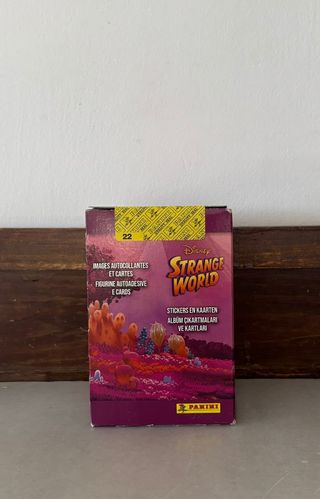 22
Disney
STRANGE
WORLD
IMAGES AUTOCOLLANTES
ET CARTES
FIGURINE AUTOADESIVE
E CARDS
STICKERS EN KAARTEN
ALBÜM ÇIKARTMALARI
VE KARTLARI
PANINI